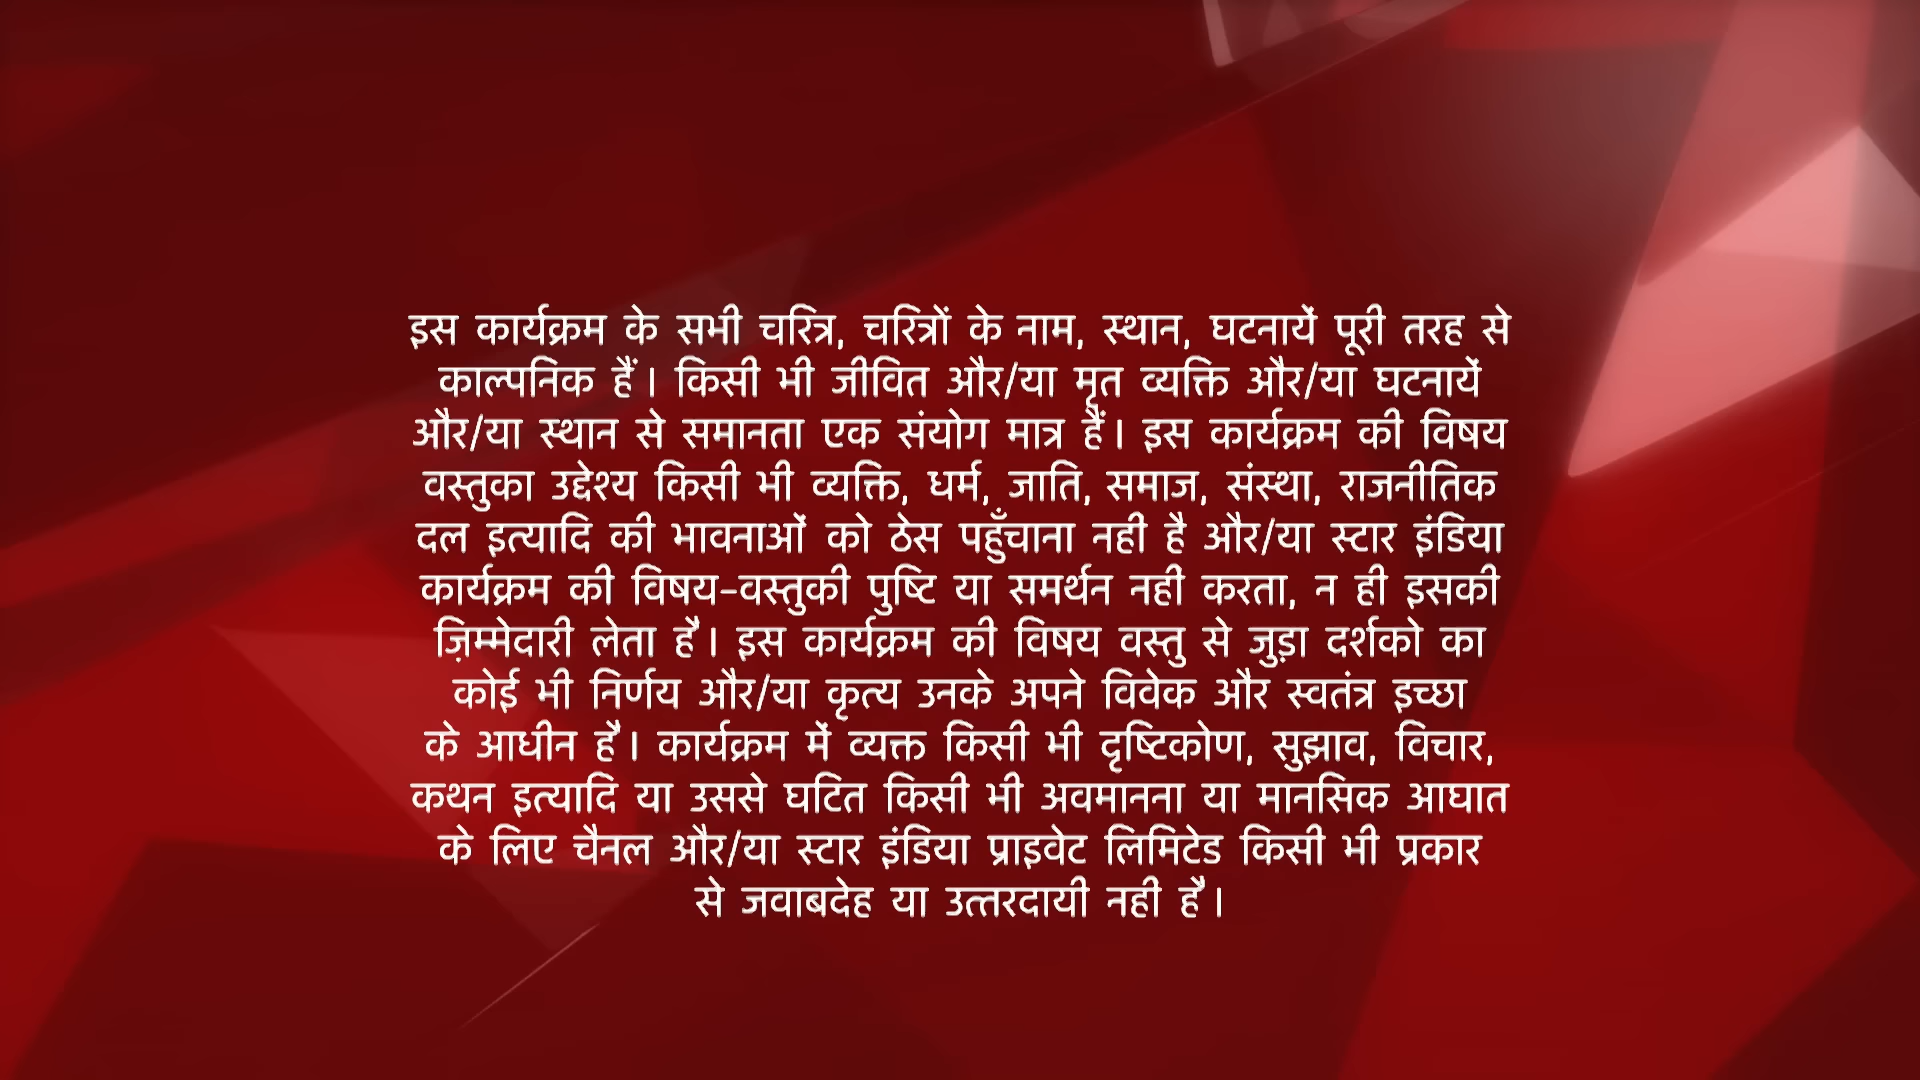 इस कार्यक्रम के सभी चरित्र, चरित्रों के नाम, स्थान, घटनायें पूरी तरह से
काल्पनिक हैं। किसी भी जीवित और/या मृत व्यक्ति और/या घटनायें
और/या स्थान से समानता एक संयोग मात्र हैं। इस कार्यक्रम की विषय
वस्तुका उद्देश्य किसी भी व्यक्ति, धर्म, जाति, समाज, संस्था, राजनीतिक
दल इत्यादि की भावनाओं को ठेस पहुँचाना नही है और/या स्टार इंडिया
कार्यक्रम की विषय-वस्तुकी पुष्टि या समर्थन नहीं करता, न ही इसकी
ज़िम्मेदारी लेता है। इस कार्यक्रम की विषय वस्तु से जुड़ा दर्शको का
कोई भी निर्णय और/या कृत्य उनके अपने विवेक और स्वतंत्र इच्छा
के आधीन है। कार्यक्रम में व्यक्त किसी भी दृष्टिकोण, सुझाव, विचार,
कथन इत्यादि या उससे घटित किसी भी अवमानना या मानसिक आघात
के लिए चैनल और/या स्टार इंडिया प्राइवेट लिमिटेड किसी भी प्रकार
से जवाबदेह या उत्तरदायी नही है।